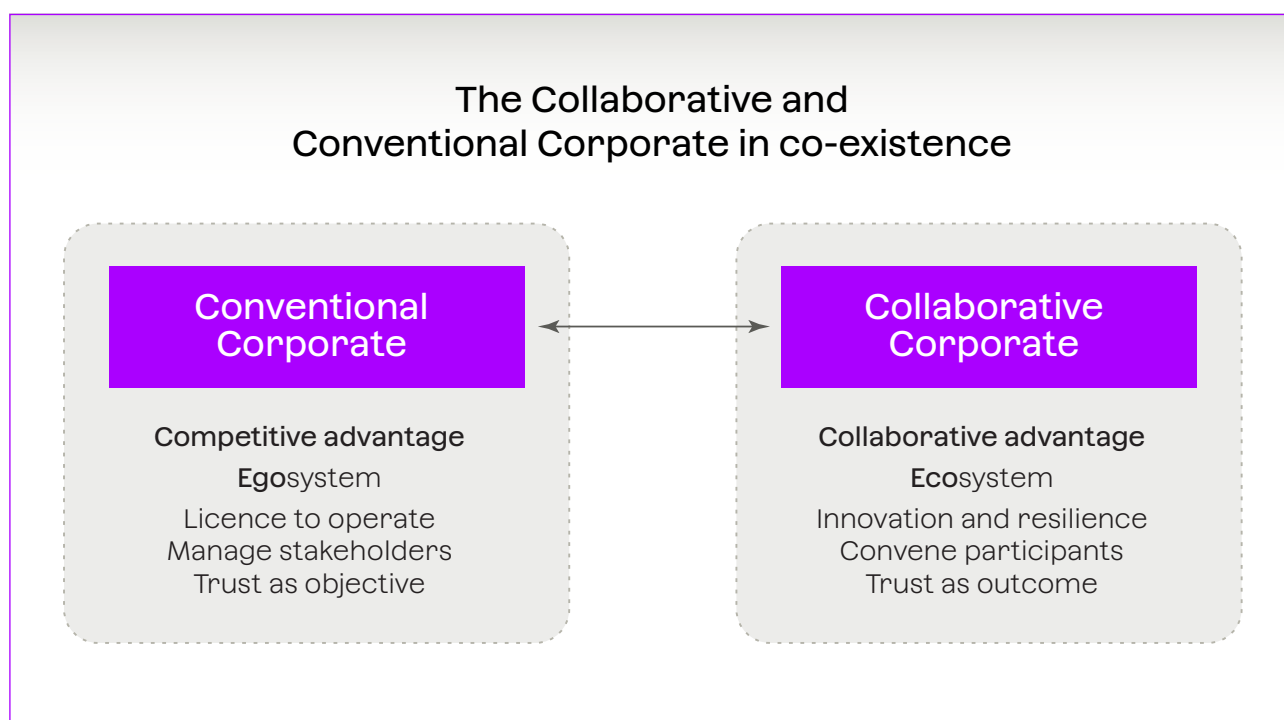 The Collaborative and
Conventional Corporate in co-existence
Conventional
Corporate
Competitive advantage
Egosystem
Licence to operate
Manage stakeholders
Trust as objective
Collaborative
Corporate
Collaborative advantage
Ecosystem
Innovation and resilience
Convene participants
Trust as outcome